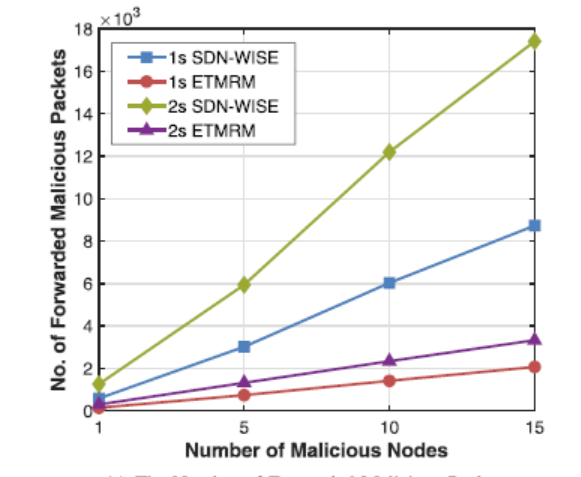 ×10³
18
16
14
12
10
8
6
4
2
0
No. of Forwarded Malicious Packets
1s SDN-WISE
1s ETMRM
2s SDN-WISE
2s ETMRM
1 5 10 15
Number of Malicious Nodes